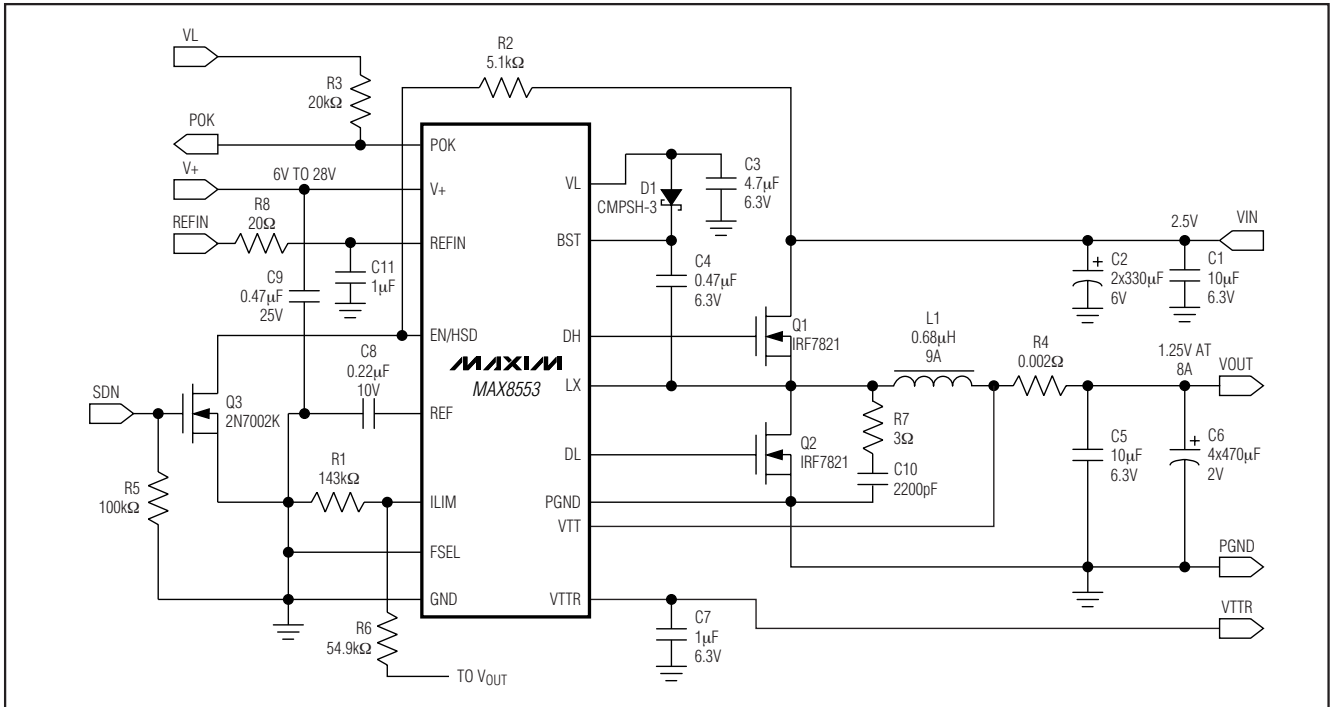 VL
R3
20kΩ
POK
V+
6V TO 28V
REFIN
R8
20Ω
C11
1μF
C9
0.47μF
25V
SDN
Q3
2N7002K
R5
100kΩ
C8
0.22μF
10V
R1
143kΩ
R6
54.9kΩ
TO VOUT
R2
5.1kΩ
POK
V+
REFIN
EN/HSD
REF
ILIM
FSEL
GND
MAXIM
MAX8553
VL
BST
DH
LX
DL
PGND
VTT
VTTR
D1
CMPSH-3
C3
4.7μF
6.3V
C4
0.47μF
6.3V
Q1
IRF7821
Q2
IRF7821
L1
0.68μH
9A
R7
3Ω
C10
2200pF
R4
0.002Ω
C7
1μF
6.3V
2.5V
VIN
+
C2
2x330μF
6V
C1
10μF
6.3V
1.25V AT
8A
VOUT
C5
10μF
6.3V
+
C6
4x470μF
2V
PGND
VTTR